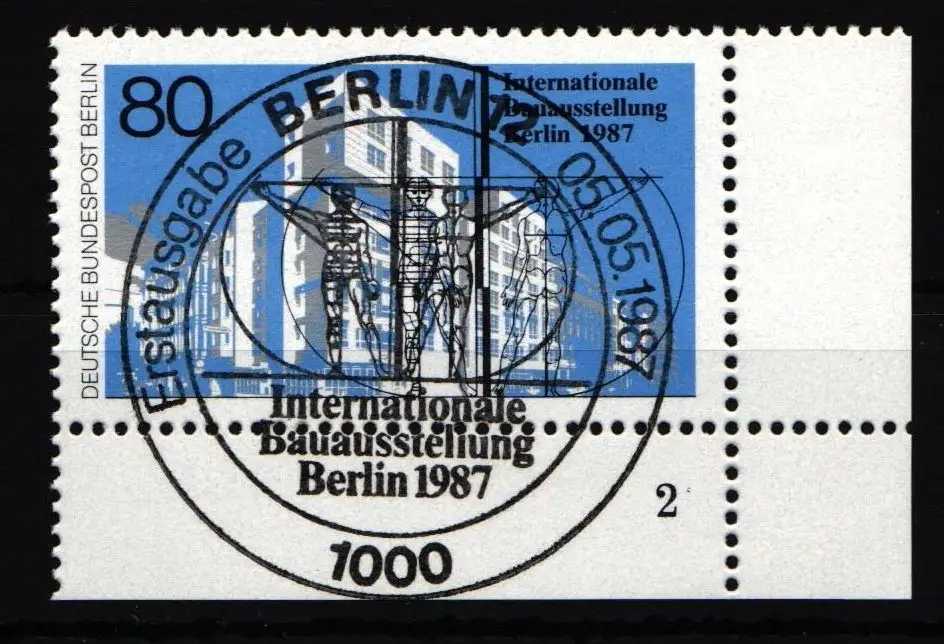 80
DEUTSCHE BUNDESPOST BERLIN
Internationale
Bauausstellung
Berlin 1987
Erstausgabe BERLIN 12 05.05.1987
Internationale
Bauausstellung
Berlin 1987
1000
2